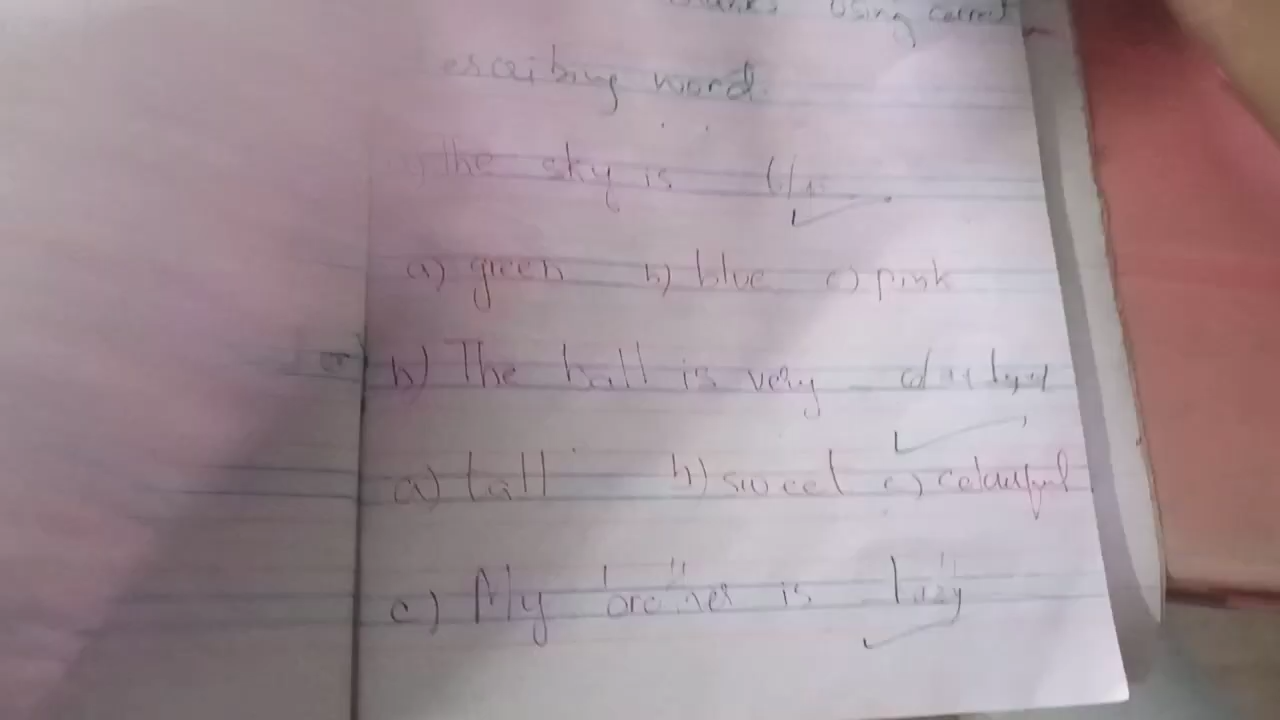 using correct
escribing word.
the sky is blue
a) green b) blue c) pink
b) The ball is very colourful
a) tall b) sweet c) colourful
c) My brother is lazy